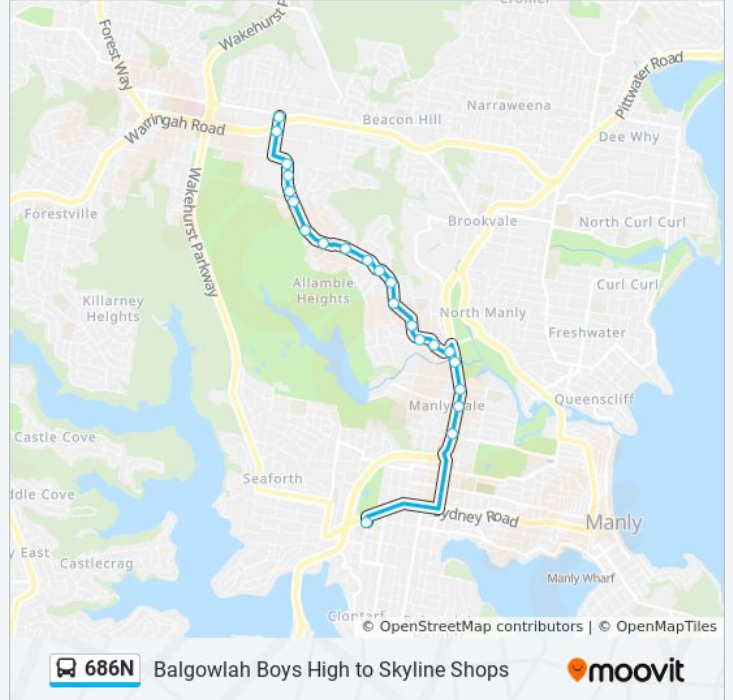 Cromer
Wakehurst P
Forest Way
Pittwater Road
Narraweena
Beacon Hill
Warringah Road
Dee Why
Wakehurst Parkway
Forestville
Brookvale
North Curl Curl
Allambie
Heights
Curl Curl
Killarney
Heights
North Manly
Freshwater
Manly Vale
Queenscliff
Castle Cove
Seaforth
ddle Cove
ydney Road
Manly
y East
Castlecrag
Manly Wharf
Clontarf
© OpenStreetMap contributors | © OpenMapTiles
686N Balgowlah Boys High to Skyline Shops
moovit